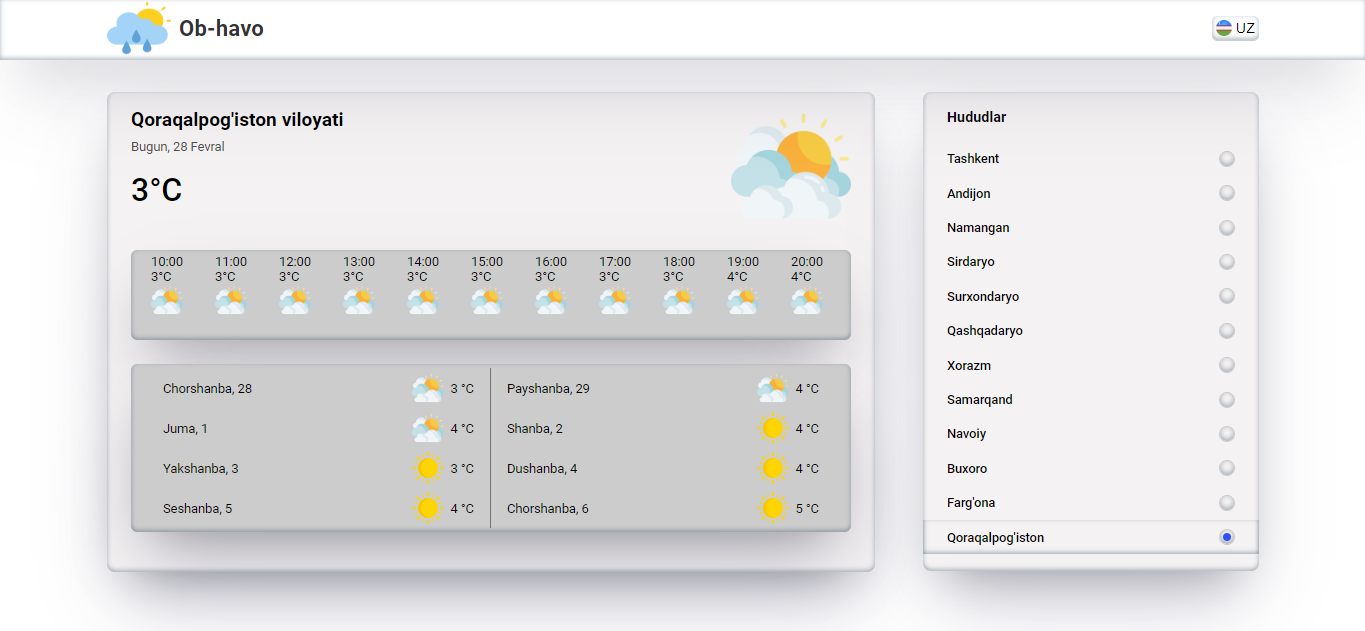 Ob-havo
UZ
Qoraqalpog'iston viloyati
Bugun, 28 Fevral
3°C
10:00 11:00 12:00 13:00 14:00 15:00 16:00 17:00 18:00 19:00 20:00
3°C 3°C 3°C 3°C 3°C 3°C 3°C 3°C 3°C 4°C 4°C
Chorshanba, 28 3 °C Payshanba, 29 4 °C
Juma, 1 4 °C Shanba, 2 4 °C
Yakshanba, 3 3 °C Dushanba, 4 4 °C
Seshanba, 5 4 °C Chorshanba, 6 5 °C
Hududlar
Tashkent
Andijon
Namangan
Sirdaryo
Surxondaryo
Qashqadaryo
Xorazm
Samarqand
Navoiy
Buxoro
Farg'ona
Qoraqalpog'iston